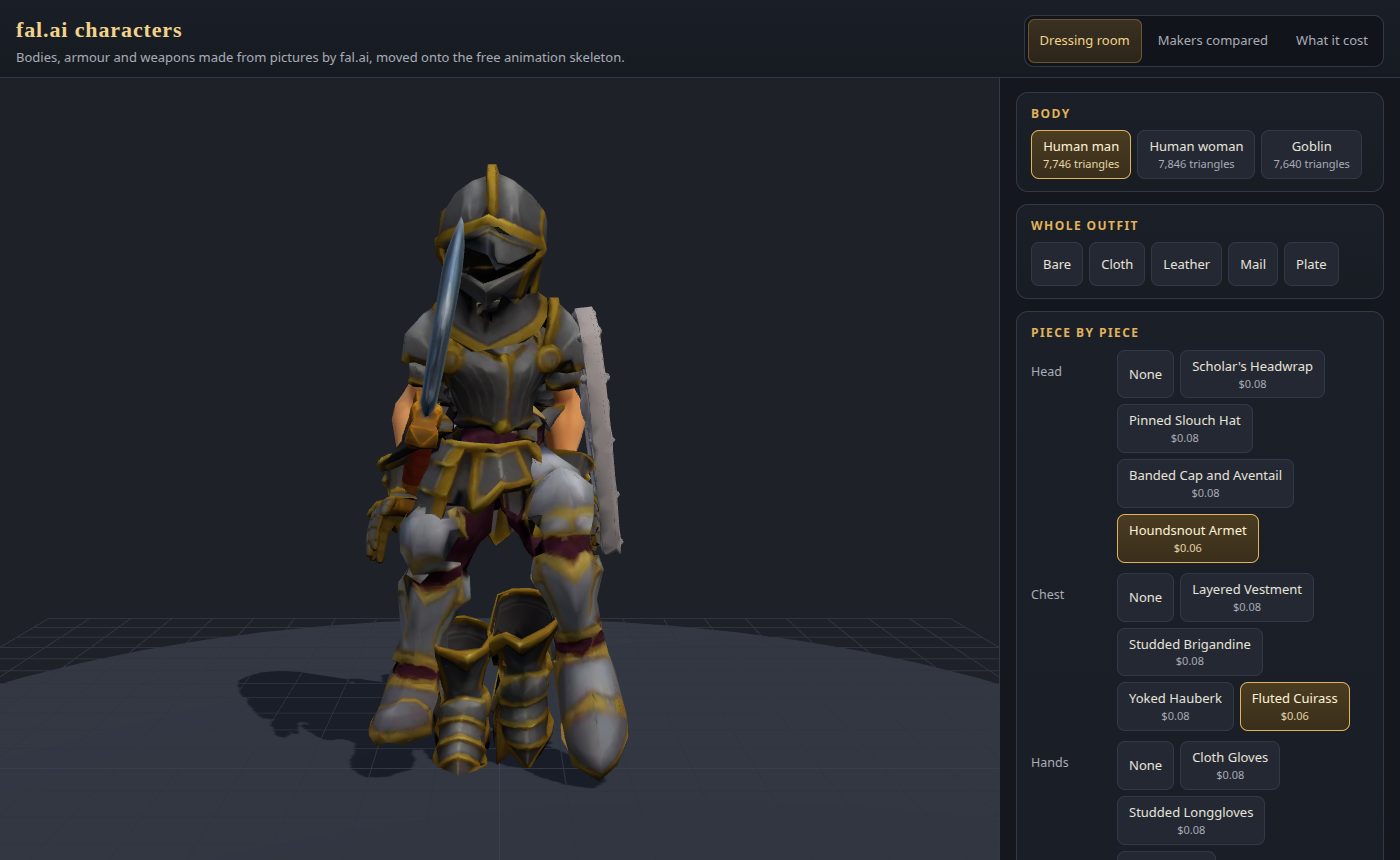 fal.ai characters
Bodies, armour and weapons made from pictures by fal.ai, moved onto the free animation skeleton.
Dressing room
Makers compared
What it cost
BODY
Human man
7,746 triangles
Human woman
7,846 triangles
Goblin
7,640 triangles
WHOLE OUTFIT
Bare
Cloth
Leather
Mail
Plate
PIECE BY PIECE
Head
None
Scholar's Headwrap
$0.08
Pinned Slouch Hat
$0.08
Banded Cap and Aventail
$0.08
Houndsnout Armet
$0.06
Chest
None
Layered Vestment
$0.08
Studded Brigandine
$0.08
Yoked Hauberk
$0.08
Fluted Cuirass
$0.06
Hands
None
Cloth Gloves
$0.08
Studded Longgloves
$0.08